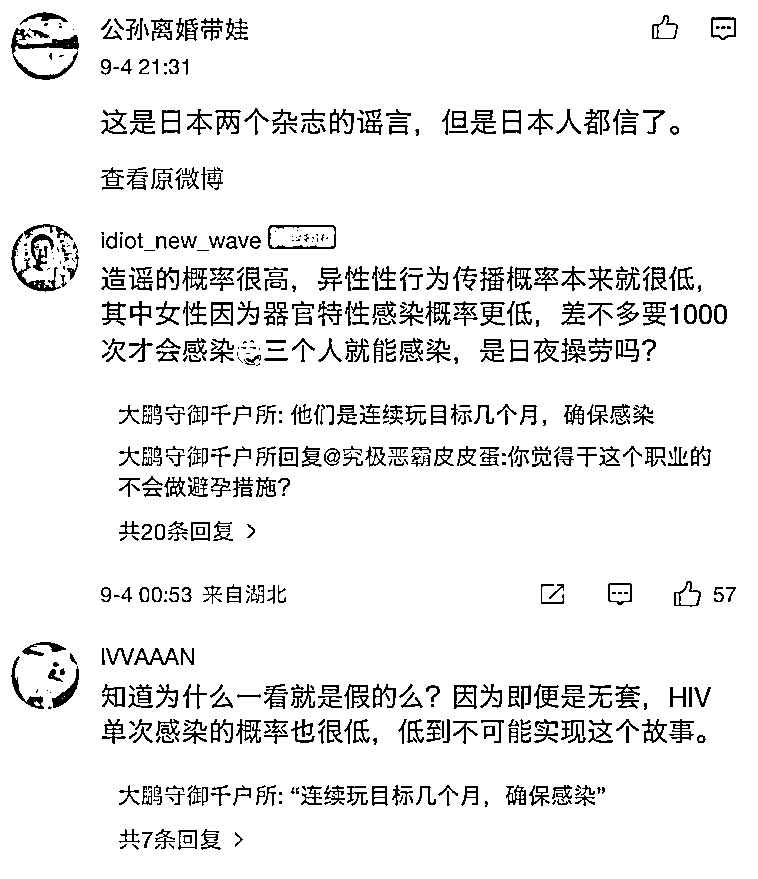 公孙离婚带娃
9-4 21:31
这是日本两个杂志的谣言，但是日本人都信了。
查看原微博
idiot_new_wave
造谣的概率很高，异性性行为传播概率本来就很低，
其中女性因为器官特性感染概率更低，差不多要1000
次才会感染三个人就能感染，是日夜操劳吗？
大鹏守御千户所: 他们是连续玩目标几个月，确保感染
大鹏守御千户所回复@究极恶霸皮皮蛋:你觉得干这个职业的
不会做避孕措施？
共20条回复 >
9-4 00:53 来自湖北
57
IVVAAAN
知道为什么一看就是假的么？因为即便是无套，HIV
单次感染的概率也很低，低到不可能实现这个故事。
大鹏守御千户所: “连续玩目标几个月，确保感染”
共7条回复 >